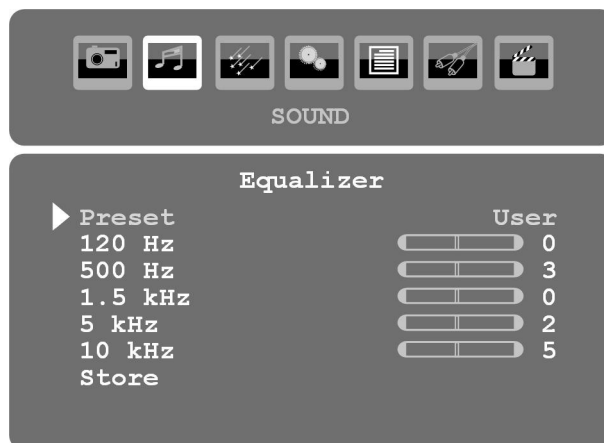 SOUND
Equalizer
Preset User
120 Hz 0
500 Hz 3
1.5 kHz 0
5 kHz 2
10 kHz 5
Store